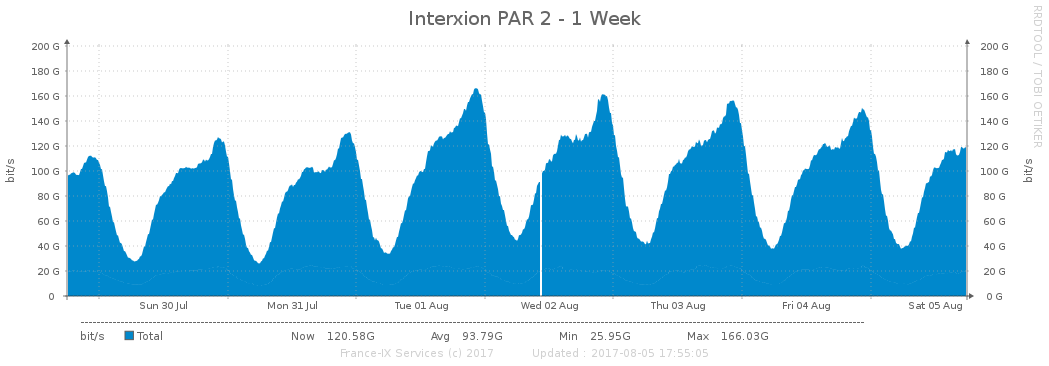 Interxion PAR 2 - 1 Week
RRDTOOL / TOBI OETIKER
bit/s
bit/s
200 G 200 G
180 G 180 G
160 G 160 G
140 G 140 G
120 G 120 G
100 G 100 G
80 G 80 G
60 G 60 G
40 G 40 G
20 G 20 G
0 0 G
Sun 30 Jul Mon 31 Jul Tue 01 Aug Wed 02 Aug Thu 03 Aug Fri 04 Aug Sat 05 Aug
bit/s Total Now 120.58G Avg 93.79G Min 25.95G Max 166.03G
France-IX Services (c) 2017 Updated : 2017-08-05 17:55:05